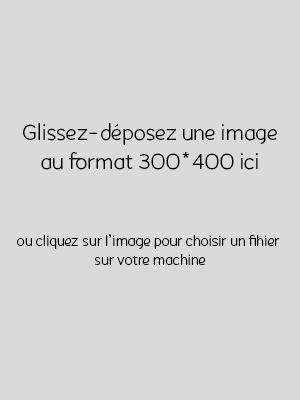 Glissez-déposez une image
au format 300*400 ici
ou cliquez sur l'image pour choisir un fihier
sur votre machine